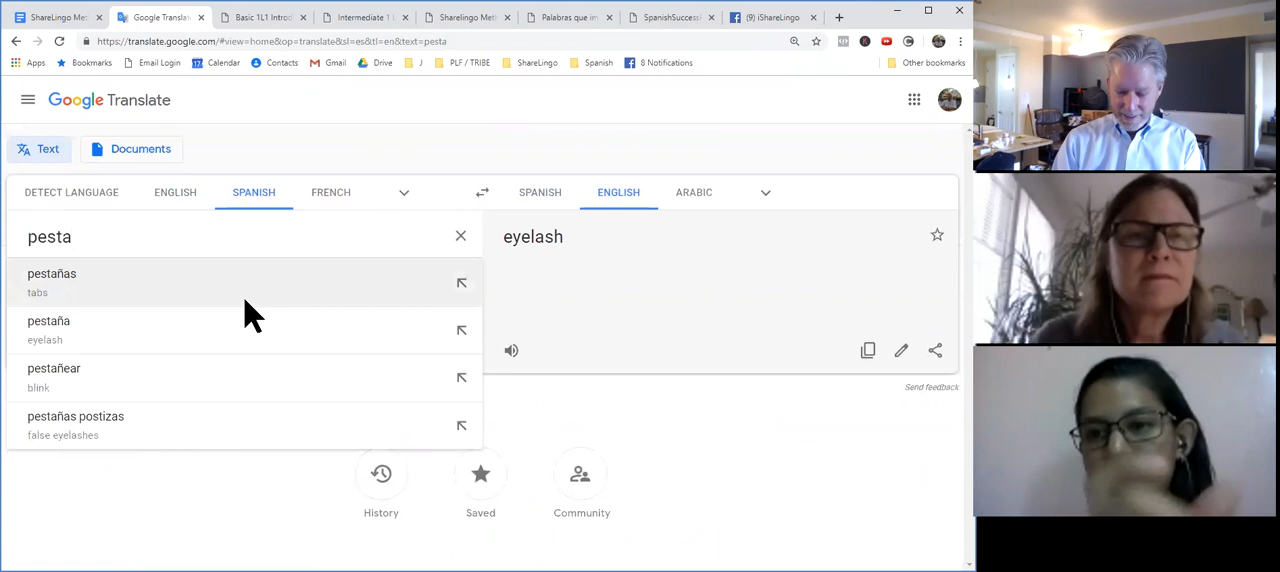 ShareLingo Met
Google Translat
Basic 1L1 Introd
Intermediate 1 L
Sharelingo Meth
Palabras que im
SpanishSuccess
(9) iShareLingo
https://translate.google.com/#view=home&op=translate&sl=es&tl=en&text=pesta
Apps
Bookmarks
Email Login
Calendar
Contacts
Gmail
Drive
J
PLF / TRIBE
ShareLingo
Spanish
8 Notifications
Other bookmarks
Google Translate
Text
Documents
DETECT LANGUAGE
ENGLISH
SPANISH
FRENCH
SPANISH
ENGLISH
ARABIC
pesta
eyelash
pestañas
tabs
pestaña
eyelash
pestañear
blink
pestañas postizas
false eyelashes
Send feedback
History
Saved
Community